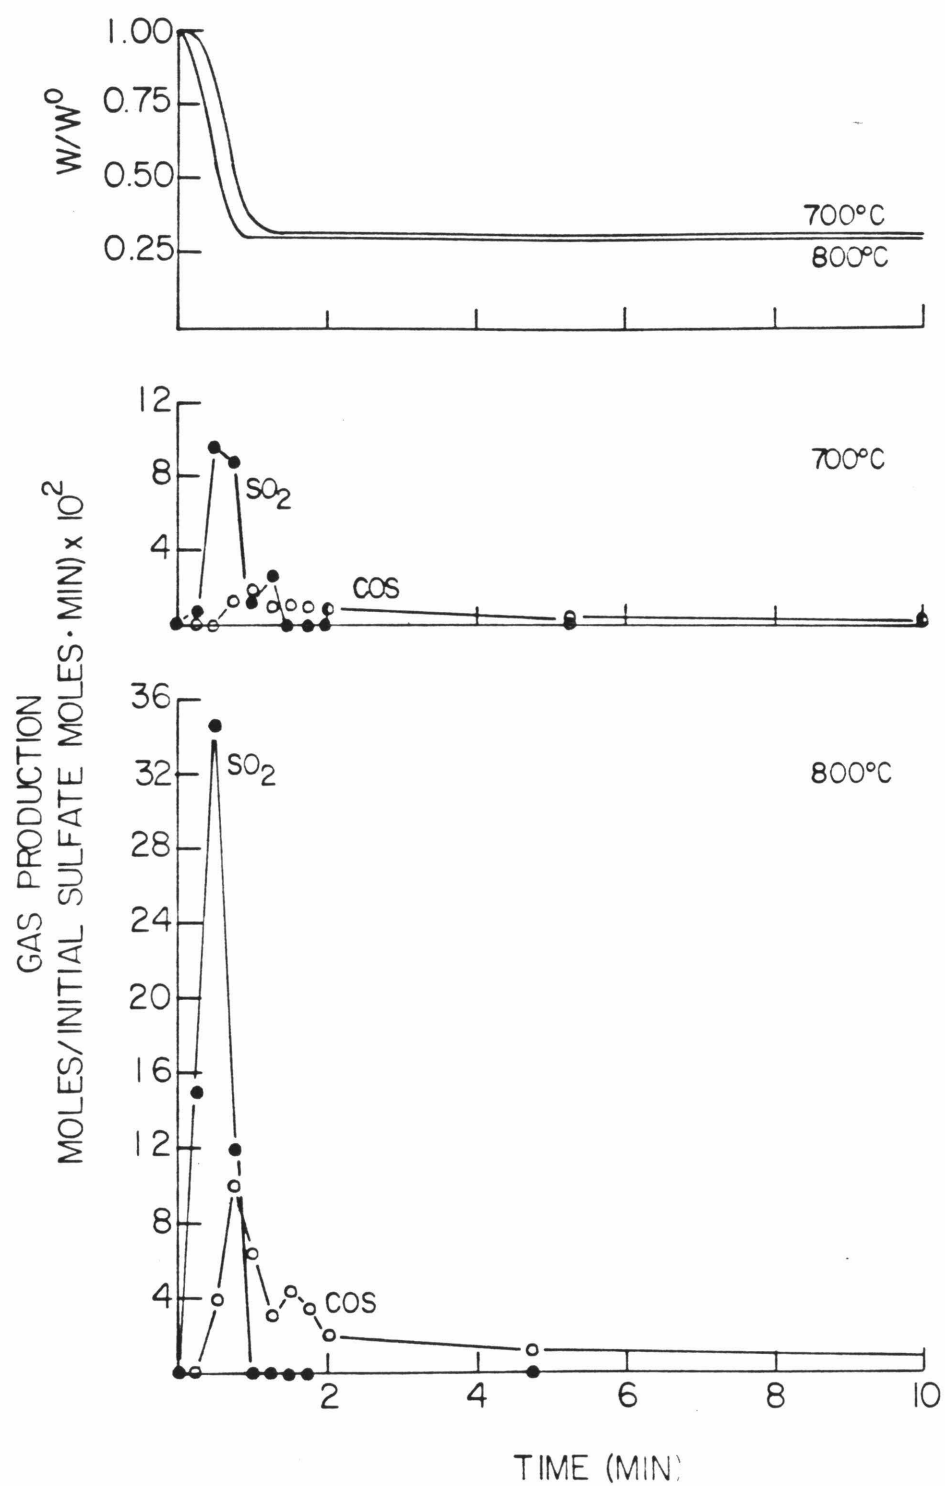 W/W⁰
1.00
0.75
0.50
0.25
700°C
800°C
GAS PRODUCTION
MOLES/INITIAL SULFATE MOLES·MIN) x 10²
12
8
4
SO₂
COS
700°C
36
32
28
24
20
16
12
8
4
SO₂
COS
800°C
2 4 6 8 10
TIME (MIN)